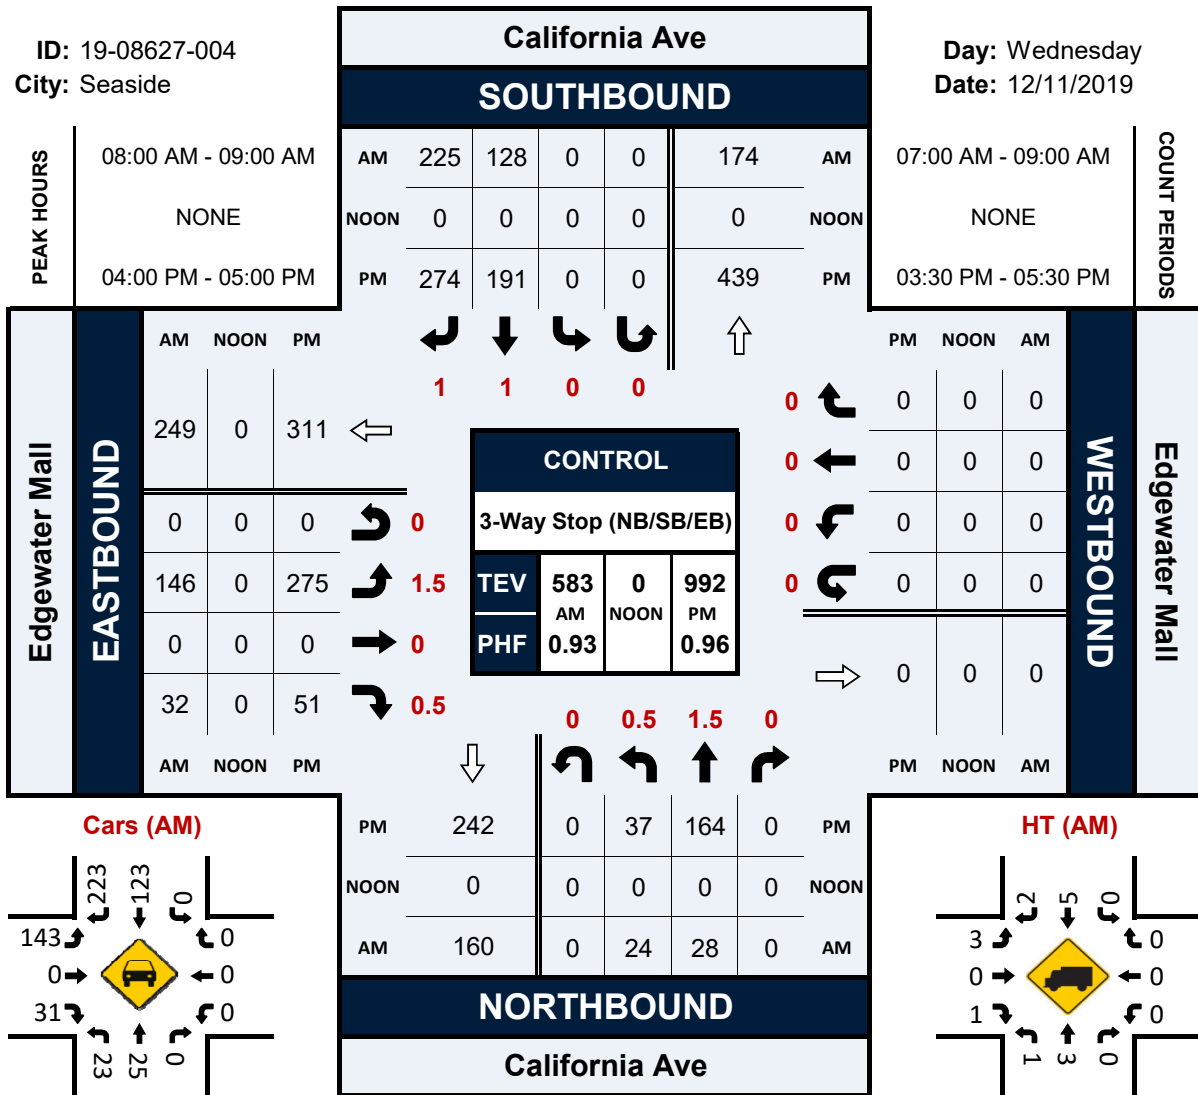 California Ave
ID: 19-08627-004
City: Seaside
Day: Wednesday
Date: 12/11/2019
SOUTHBOUND
PEAK HOURS
08:00 AM - 09:00 AM
NONE
04:00 PM - 05:00 PM
AM 225 128 0 0 174 AM
NOON 0 0 0 0 0 NOON
PM 274 191 0 0 439 PM
07:00 AM - 09:00 AM
NONE
03:30 PM - 05:30 PM
COUNT PERIODS
1 1 0 0
Edgewater Mall
EASTBOUND
AM NOON PM
249 0 311
0 0 0 0
146 0 275 1.5
0 0 0 0
32 0 51 0.5
AM NOON PM
CONTROL
3-Way Stop (NB/SB/EB)
TEV 583 0 992
AM NOON PM
PHF 0.93 0.96
PM NOON AM
0 0 0 0
0 0 0 0
0 0 0 0
0 0 0 0
0 0 0
PM NOON AM
WESTBOUND
Edgewater Mall
0 0.5 1.5 0
PM 242 0 37 164 0 PM
NOON 0 0 0 0 0 NOON
AM 160 0 24 28 0 AM
NORTHBOUND
California Ave
Cars (AM)
223 123 0
143 0
0 0
31 0
23 25 0
HT (AM)
2 5 0
3 0
0 0
1 0
1 3 0